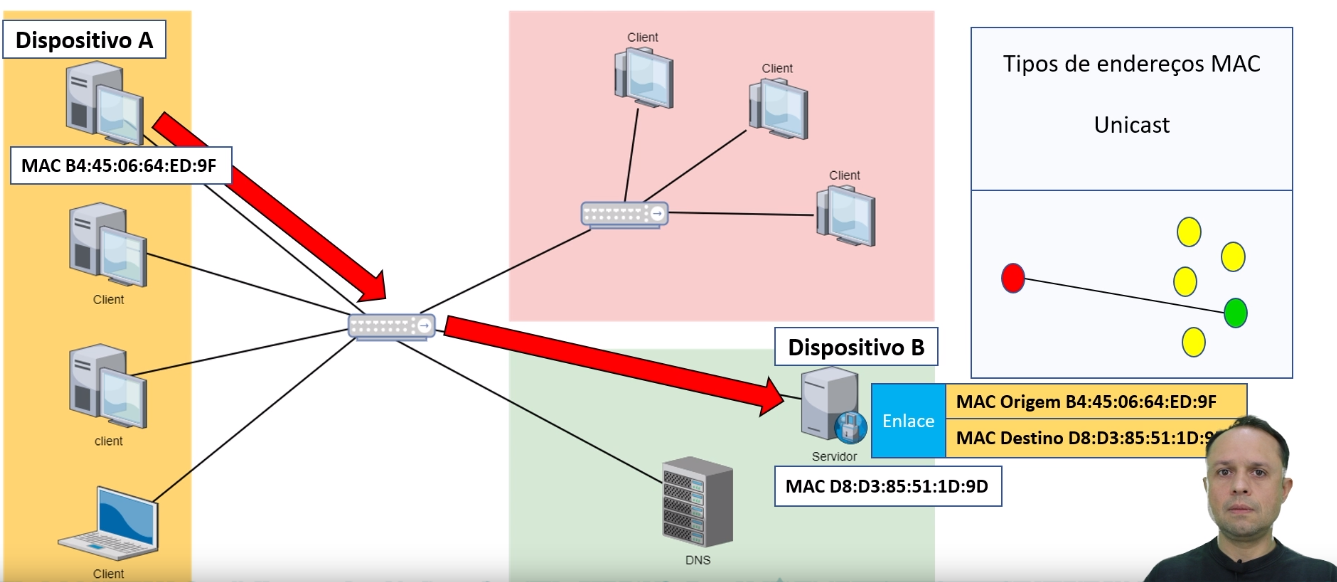 Dispositivo A
MAC B4:45:06:64:ED:9F
Client
client
Client
Client
Client
Client
Tipos de endereços MAC
Unicast
Dispositivo B
Enlace
MAC Origem B4:45:06:64:ED:9F
MAC Destino D8:D3:85:51:1D:9
Servidor
MAC D8:D3:85:51:1D:9D
DNS